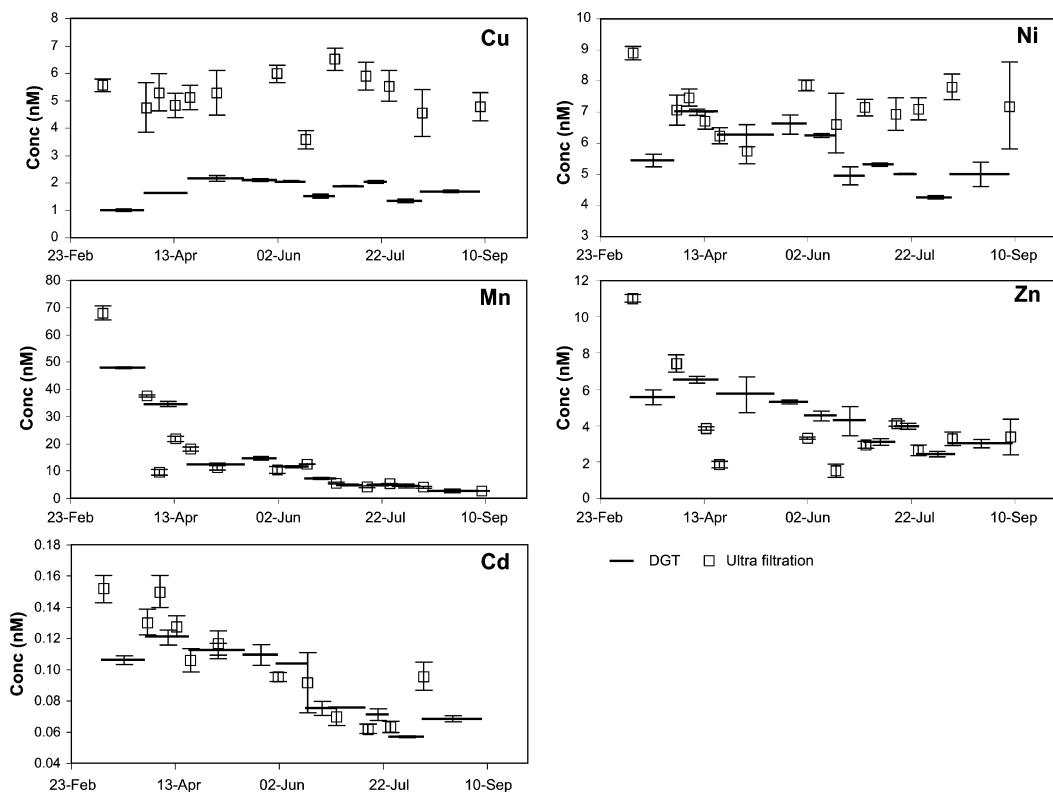 Cu
Conc (nM)
8
7
6
5
4
3
2
1
0
23-Feb 13-Apr 02-Jun 22-Jul 10-Sep
Ni
Conc (nM)
10
9
8
7
6
5
4
3
23-Feb 13-Apr 02-Jun 22-Jul 10-Sep
Mn
Conc (nM)
80
70
60
50
40
30
20
10
0
23-Feb 13-Apr 02-Jun 22-Jul 10-Sep
Zn
Conc (nM)
12
10
8
6
4
2
0
23-Feb 13-Apr 02-Jun 22-Jul 10-Sep
Cd
Conc (nM)
0.18
0.16
0.14
0.12
0.10
0.08
0.06
0.04
23-Feb 13-Apr 02-Jun 22-Jul 10-Sep
DGT Ultra filtration